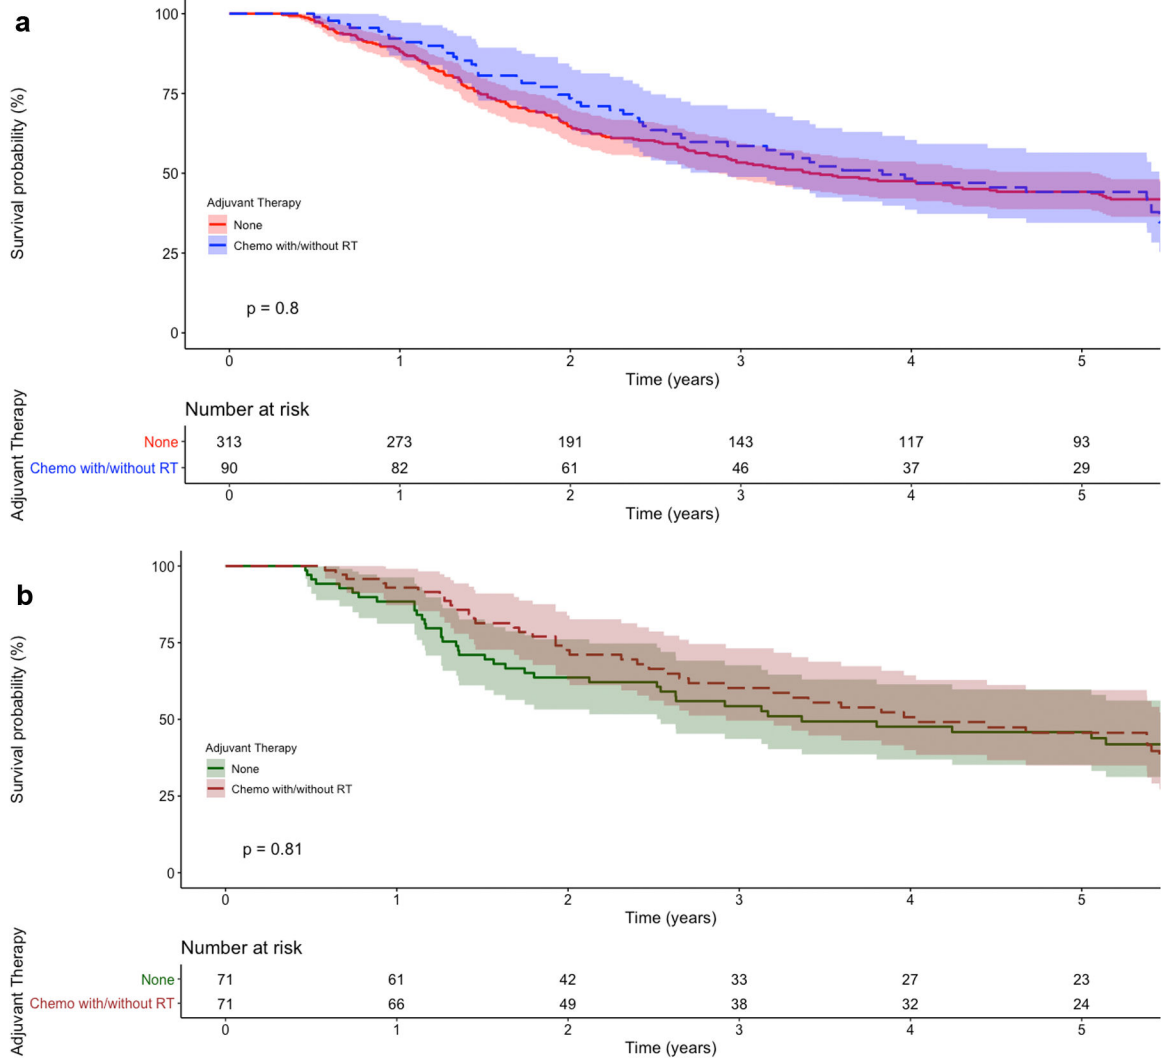 a
Survival probability (%)
100
75
50
25
0
Adjuvant Therapy
None
Chemo with/without RT
p = 0.8
0 1 2 3 4 5
Time (years)
Number at risk
Adjuvant Therapy
None 313 273 191 143 117 93
Chemo with/without RT 90 82 61 46 37 29
0 1 2 3 4 5
Time (years)
b
Survival probability (%)
100
75
50
25
0
Adjuvant Therapy
None
Chemo with/without RT
p = 0.81
0 1 2 3 4 5
Time (years)
Number at risk
Adjuvant Therapy
None 71 61 42 33 27 23
Chemo with/without RT 71 66 49 38 32 24
0 1 2 3 4 5
Time (years)